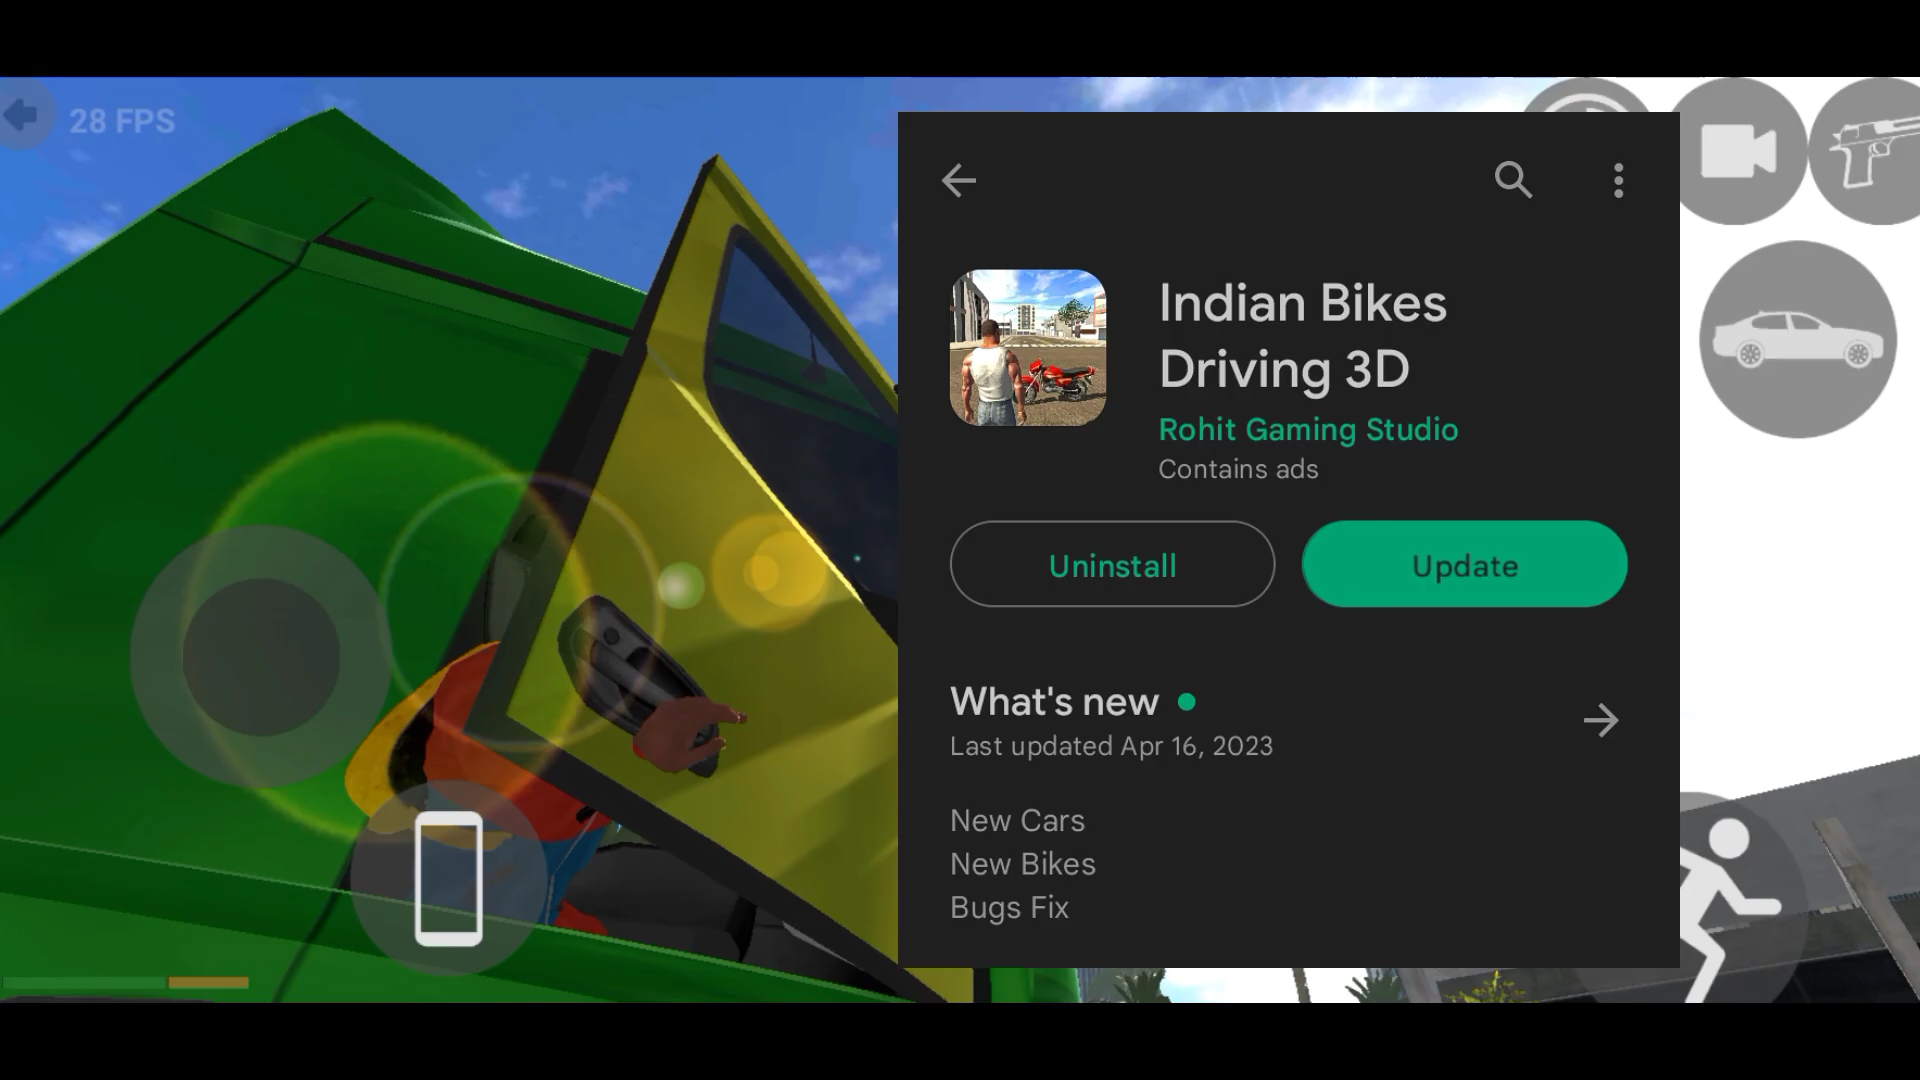 28 FPS
Indian Bikes
Driving 3D
Rohit Gaming Studio
Contains ads
Uninstall
Update
What's new
Last updated Apr 16, 2023
New Cars
New Bikes
Bugs Fix